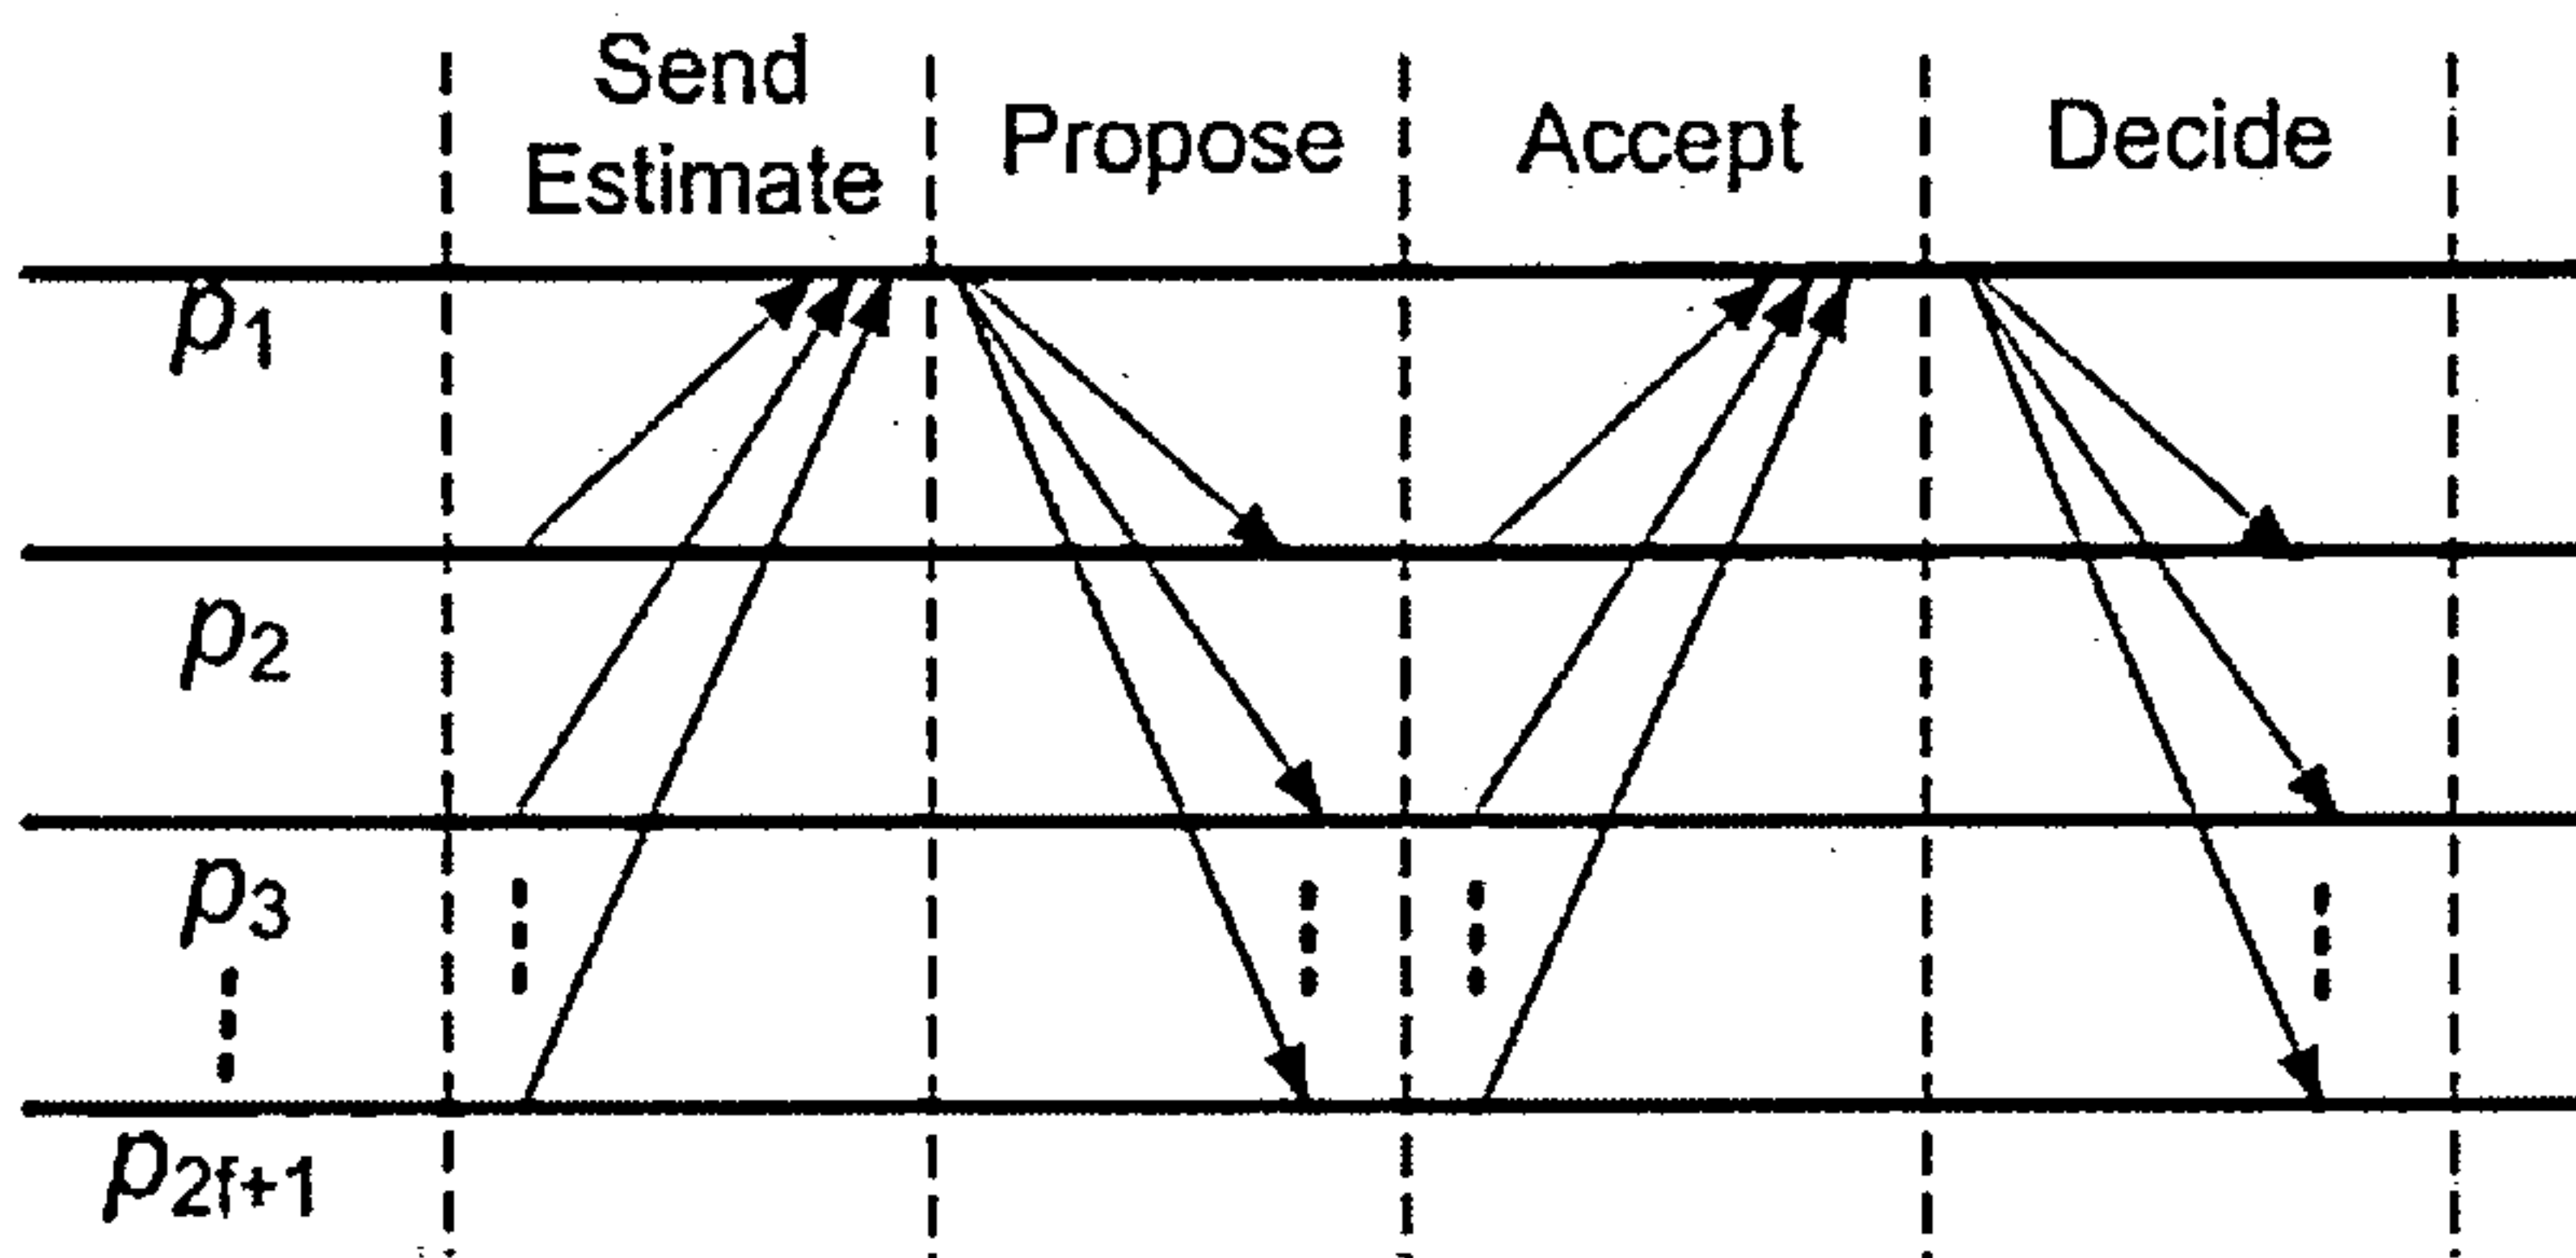 Send
Estimate
Propose
Accept
Decide
p1
p2
p3
p2f+1